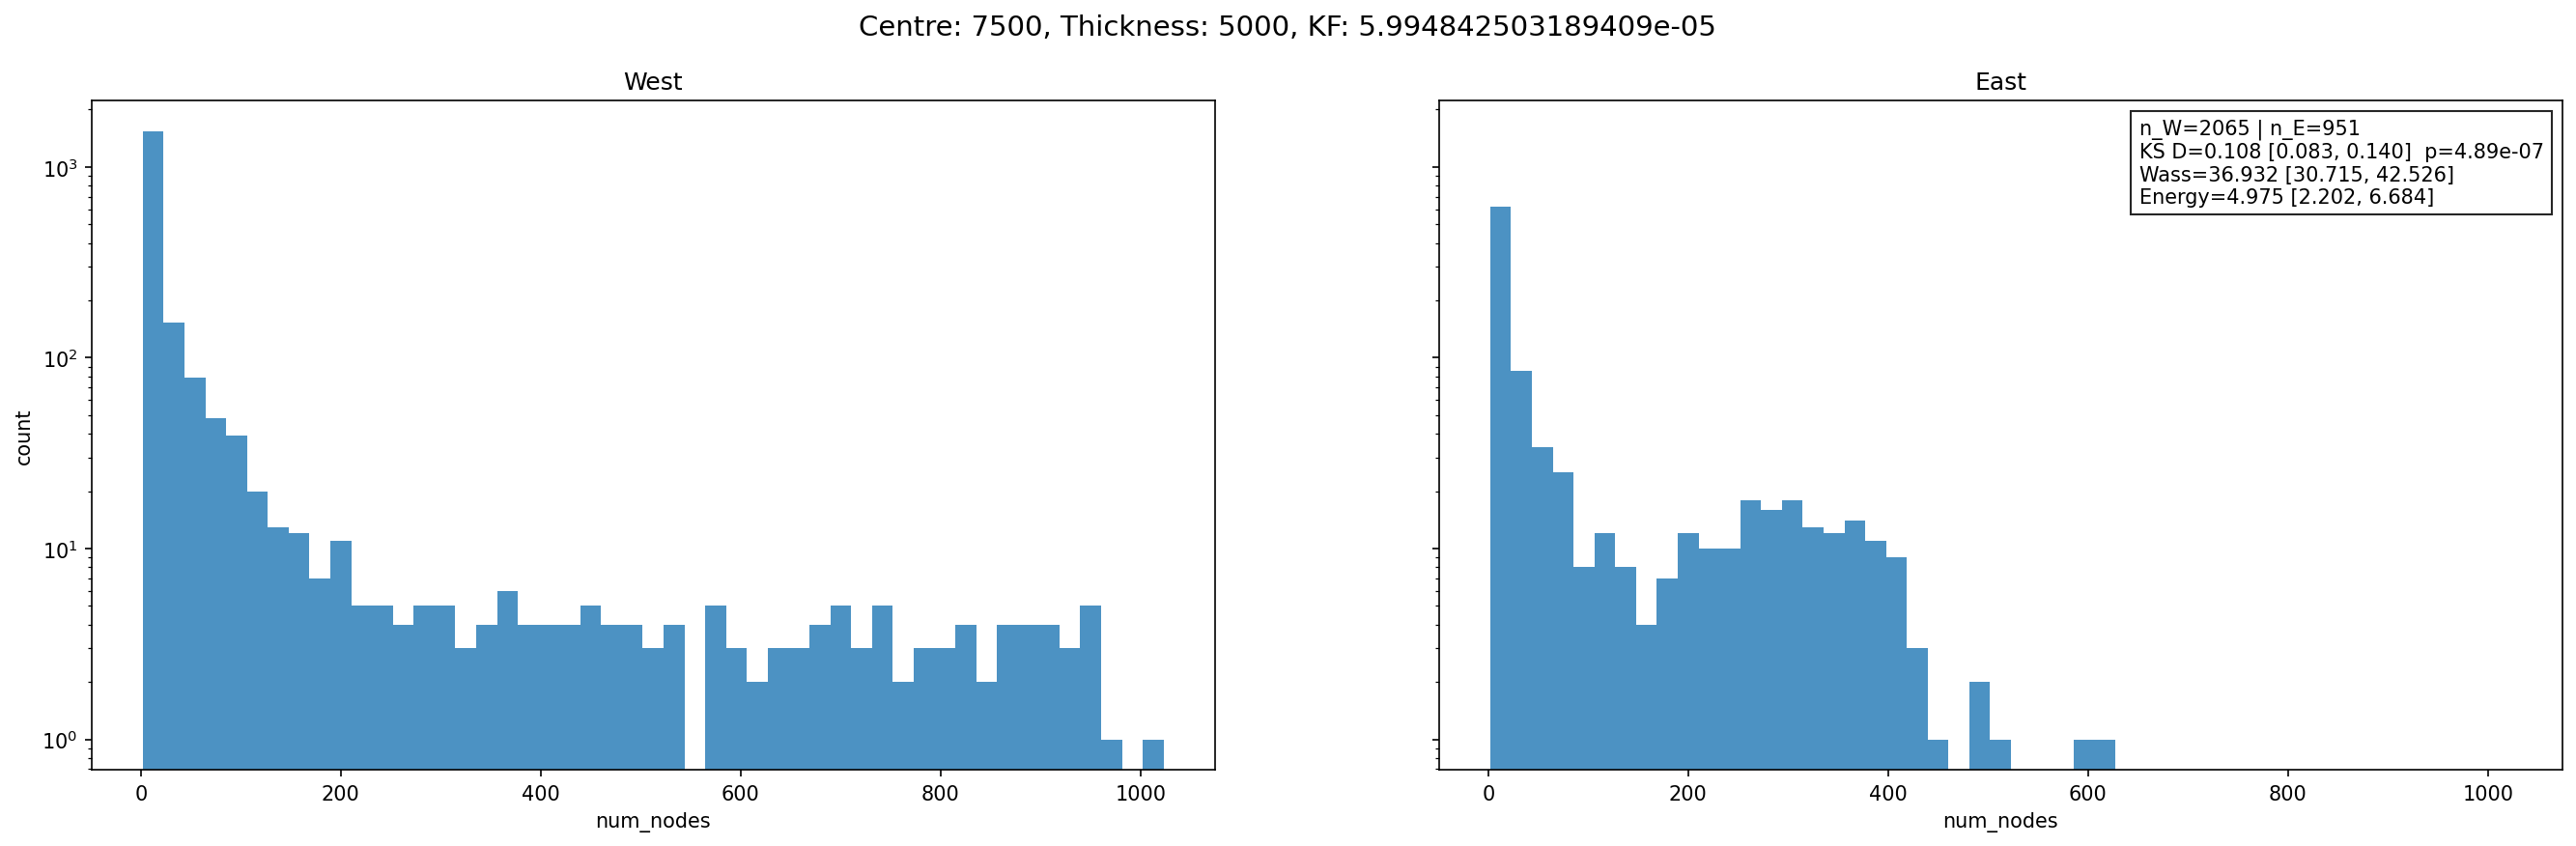 Centre: 7500, Thickness: 5000, KF: 5.994842503189409e-05
West
10³
10²
10¹
10⁰
count
0 200 400 600 800 1000
num_nodes
East
n_W=2065 | n_E=951
KS D=0.108 [0.083, 0.140]  p=4.89e-07
Wass=36.932 [30.715, 42.526]
Energy=4.975 [2.202, 6.684]
0 200 400 600 800 1000
num_nodes